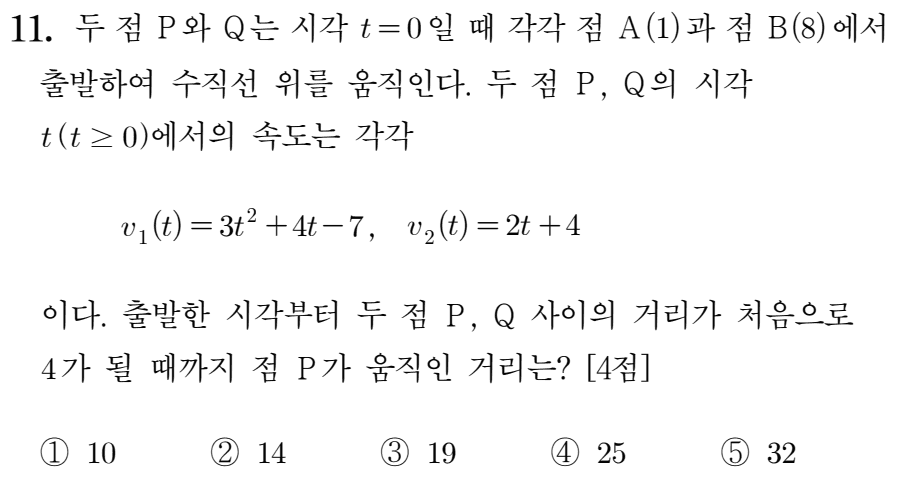 11. 두 점 P와 Q는 시각 t=0일 때 각각 점 A(1)과 점 B(8)에서
출발하여 수직선 위를 움직인다. 두 점 P, Q의 시각
t(t≥0)에서의 속도는 각각
v₁(t)=3t²+4t−7, v₂(t)=2t+4
이다. 출발한 시각부터 두 점 P, Q 사이의 거리가 처음으로
4가 될 때까지 점 P가 움직인 거리는? [4점]
① 10 ② 14 ③ 19 ④ 25 ⑤ 32